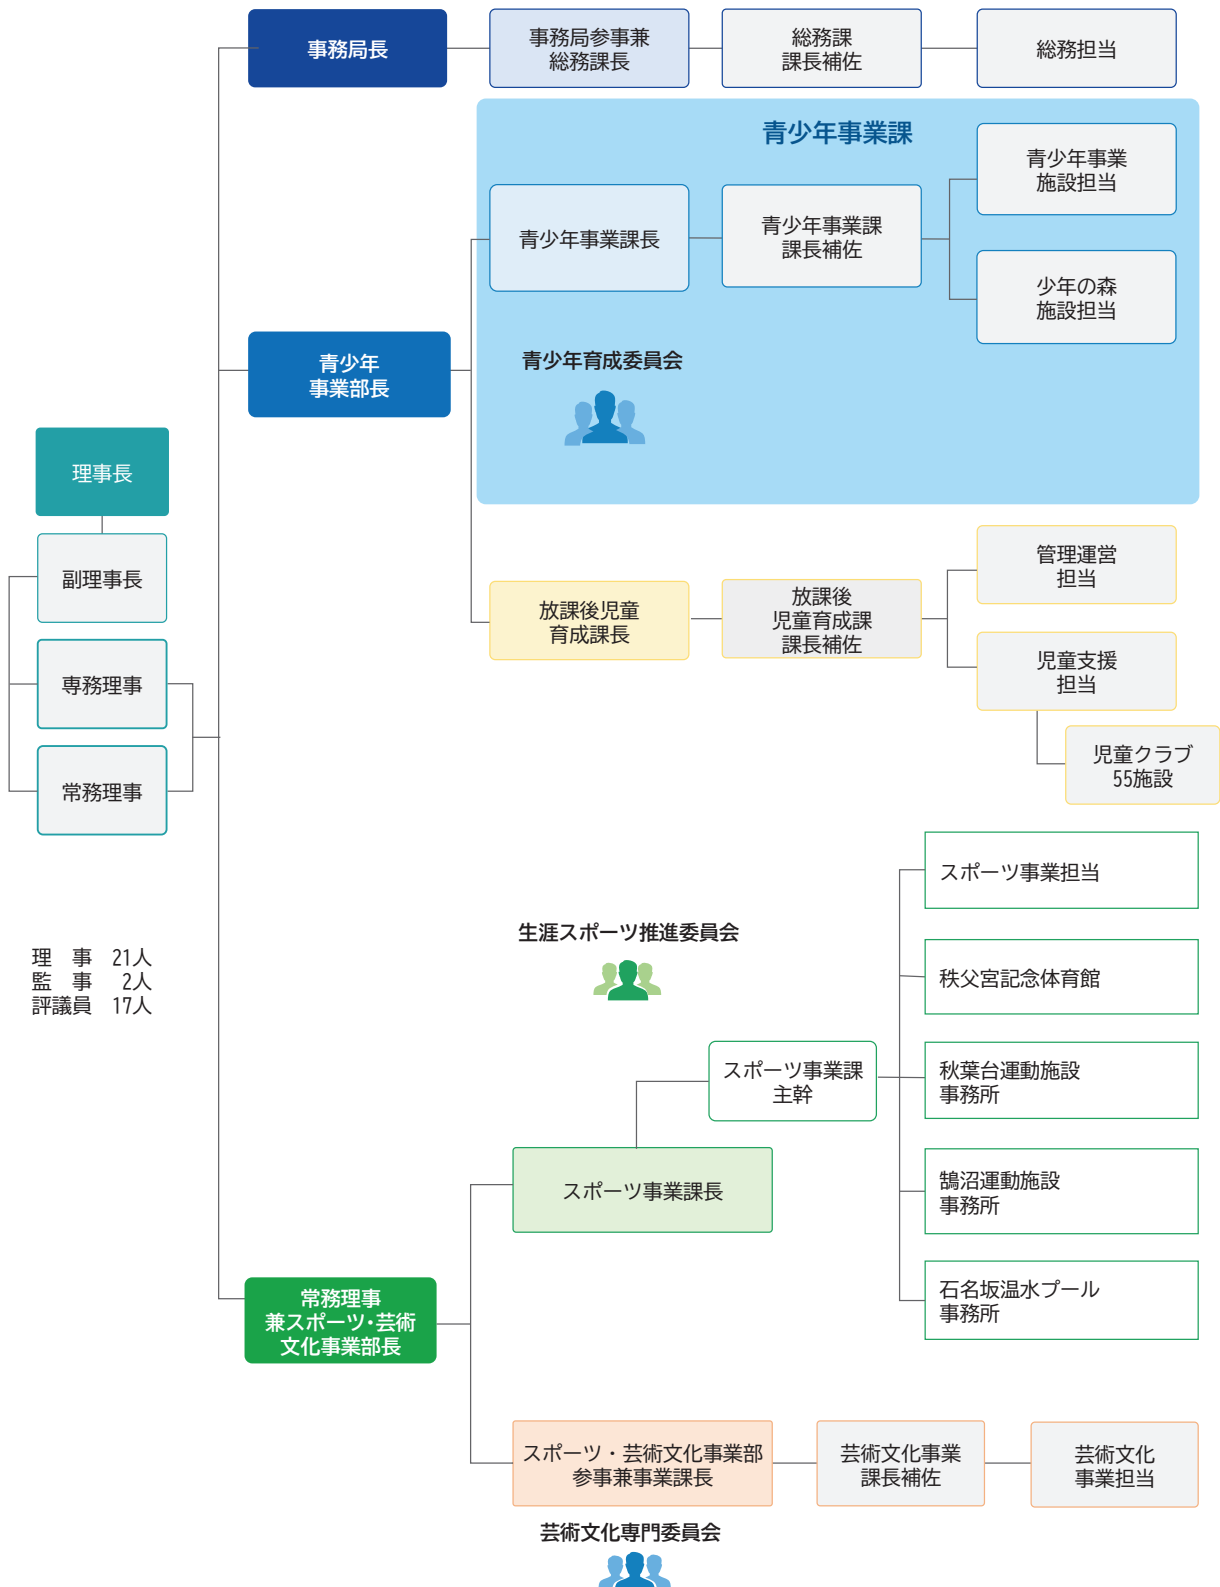 事務局長
事務局参事兼
総務課長
総務課
課長補佐
総務担当
青少年事業課
青少年事業課長
青少年事業課
課長補佐
青少年事業
施設担当
少年の森
施設担当
青少年育成委員会
青少年
事業部長
理事長
副理事長
専務理事
常務理事
理　事　21人
監　事　2人
評議員　17人
放課後児童
育成課長
放課後
児童育成課
課長補佐
管理運営
担当
児童支援
担当
児童クラブ
55施設
生涯スポーツ推進委員会
スポーツ事業課
主幹
スポーツ事業課長
スポーツ事業担当
秩父宮記念体育館
秋葉台運動施設
事務所
鵠沼運動施設
事務所
石名坂温水プール
事務所
常務理事
兼スポーツ・芸術
文化事業部長
スポーツ・芸術文化事業部
参事兼事業課長
芸術文化事業
課長補佐
芸術文化
事業担当
芸術文化専門委員会